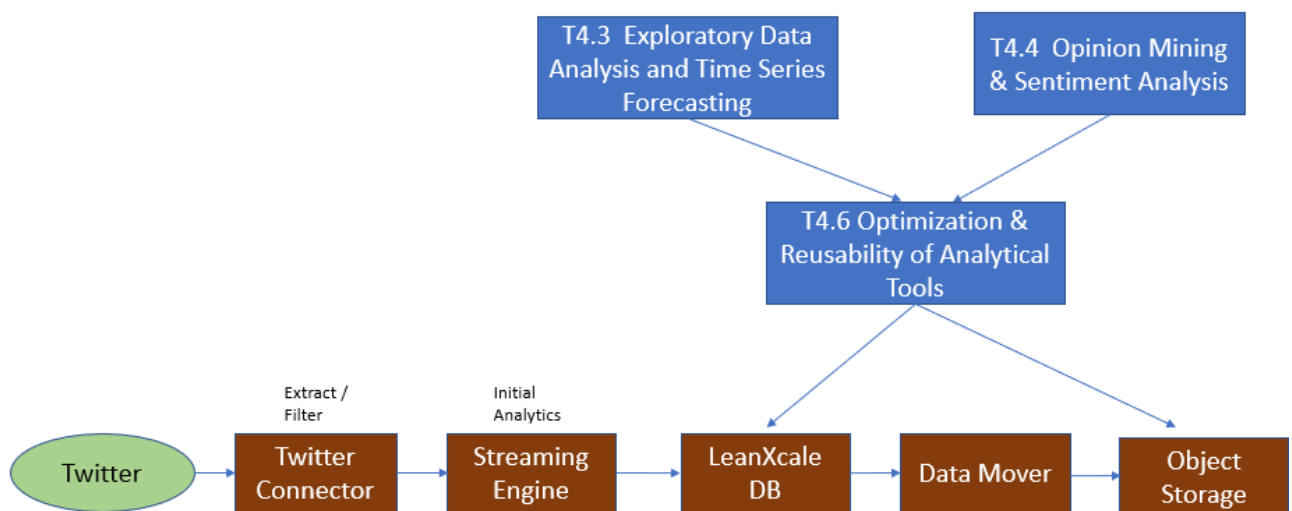 T4.3 Exploratory Data
Analysis and Time Series
Forecasting
T4.4 Opinion Mining
& Sentiment Analysis
T4.6 Optimization &
Reusability of Analytical
Tools
Extract /
Filter
Initial
Analytics
Twitter
Twitter
Connector
Streaming
Engine
LeanXcale
DB
Data Mover
Object
Storage